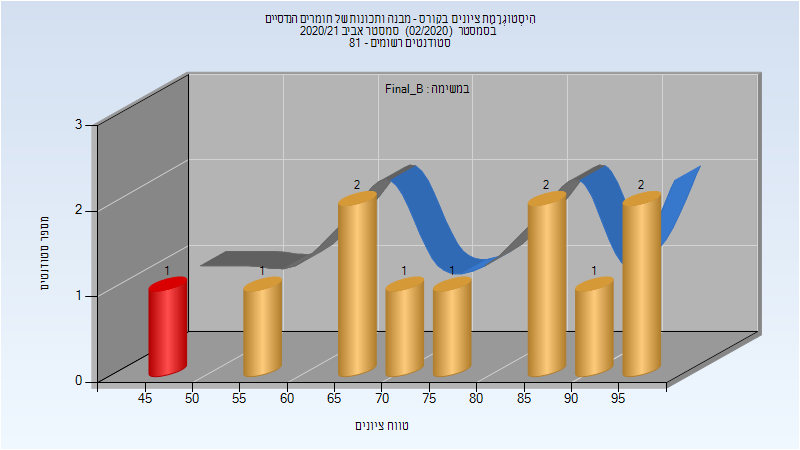 היסטוגרמת ציונים בקורס - מבנה ותכונות של חומרים הנדסיים
בסמסטר (02/2020) סמסטר אביב 2020/21
סטודנטים רשומים - 81
במשימה : Final_B
מספר סטודנטים
3
2
1
0
1
1
2
1
1
2
1
2
45 50 55 60 65 70 75 80 85 90 95
טווח ציונים